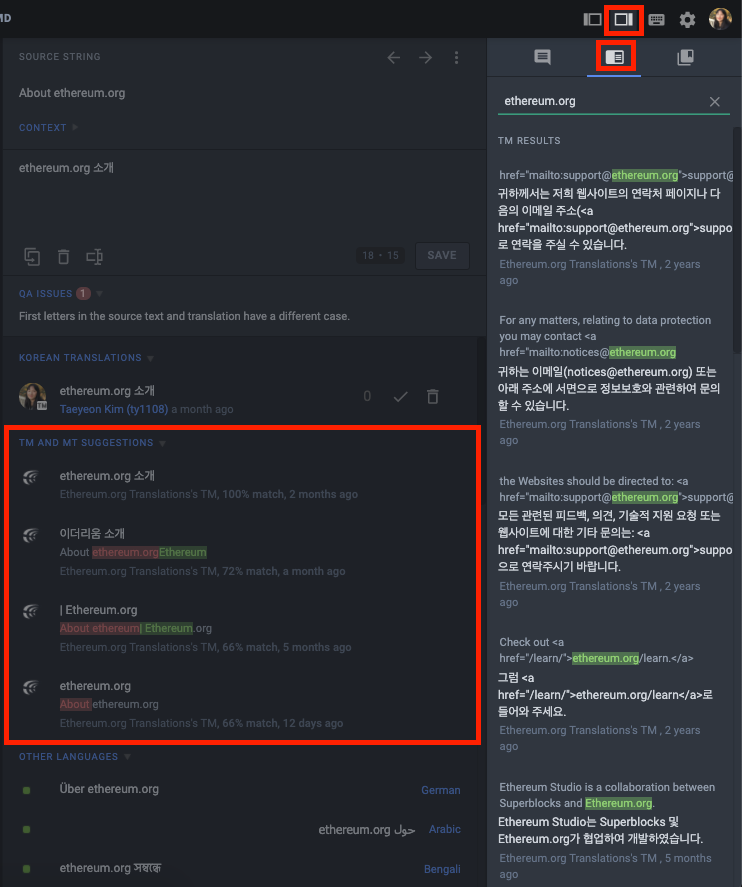 MD
SOURCE STRING
About ethereum.org
CONTEXT
ethereum.org 소개
18 • 15
SAVE
QA ISSUES 1
First letters in the source text and translation have a different case.
KOREAN TRANSLATIONS
ethereum.org 소개
TM
Taeyeon Kim (ty1108) a month ago
0
TM AND MT SUGGESTIONS
ethereum.org 소개
Ethereum.org Translations's TM, 100% match, 2 months ago
이더리움 소개
About ethereum.orgEthereum
Ethereum.org Translations's TM, 72% match, a month ago
| Ethereum.org
About ethereum| Ethereum.org
Ethereum.org Translations's TM, 66% match, 5 months ago
ethereum.org
About ethereum.org
Ethereum.org Translations's TM, 66% match, 12 days ago
OTHER LANGUAGES
Über ethereum.org
German
حول ethereum.org
Arabic
ethereum.org সম্বন্ধে
Bengali
ethereum.org
TM RESULTS
href="mailto:support@ethereum.org">support@
귀하께서는 저희 웹사이트의 연락처 페이지나 다
음의 이메일 주소(<a
href="mailto:support@ethereum.org">suppo
로 연락을 주실 수 있습니다.
Ethereum.org Translations's TM , 2 years
ago
For any matters, relating to data protection
you may contact <a
href="mailto:notices@ethereum.org
귀하는 이메일(notices@ethereum.org) 또는
아래 주소에 서면으로 정보보호와 관련하여 문의
할 수 있습니다.
Ethereum.org Translations's TM , 2 years
ago
the Websites should be directed to: <a
href="mailto:support@ethereum.org">support@
모든 관련된 피드백, 의견, 기술적 지원 요청 또는
웹사이트에 대한 기타 문의는: <a
href="mailto:support@ethereum.org">suppo
으로 연락주시기 바랍니다.
Ethereum.org Translations's TM , 2 years
ago
Check out <a
href="/learn/">ethereum.org/learn.</a>
그럼 <a
href="/learn/">ethereum.org/learn</a>로
들어와 주세요.
Ethereum.org Translations's TM , 2 years
ago
Ethereum Studio is a collaboration between
Superblocks and Ethereum.org.
Ethereum Studio는 Superblocks 및
Ethereum.org가 협업하여 개발하였습니다.
Ethereum.org Translations's TM , 5 months
ago